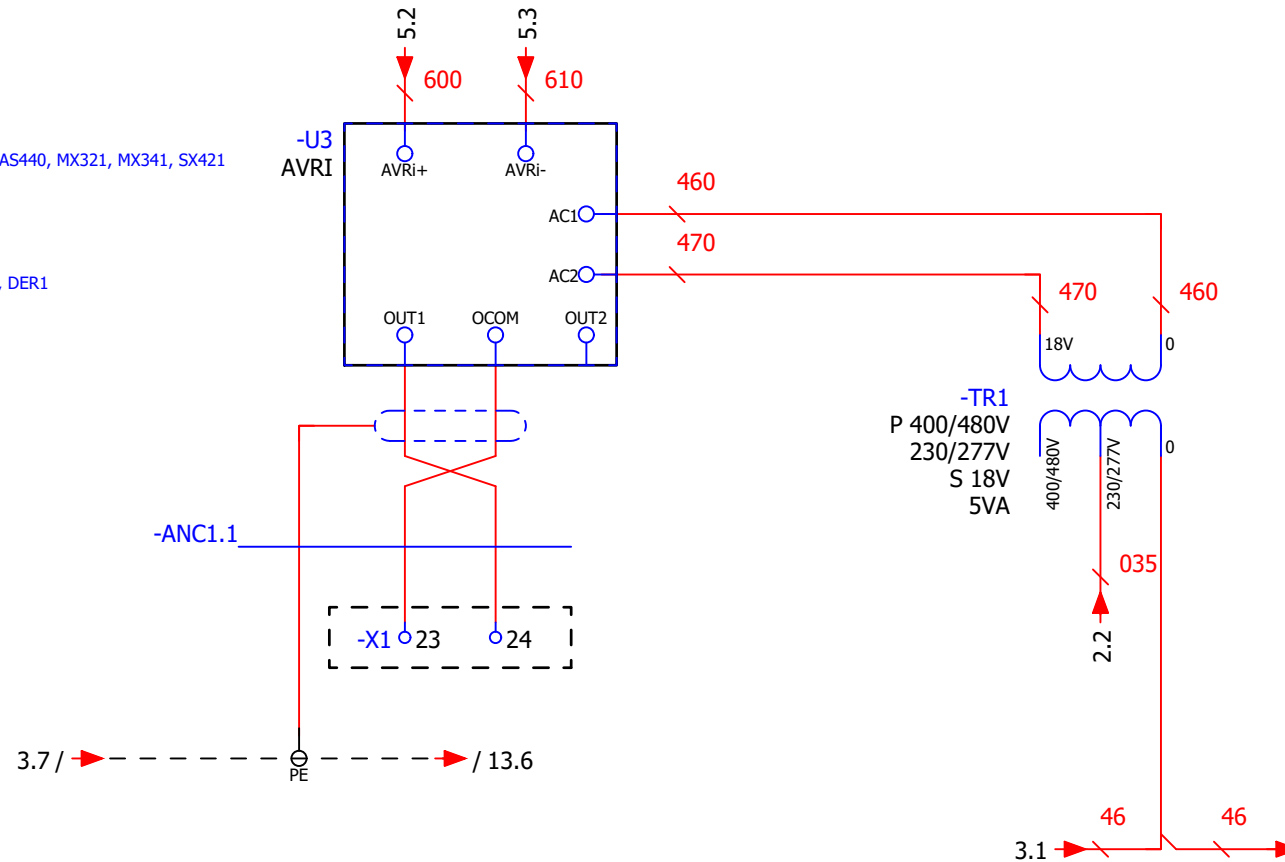 5.2
5.3
600
610
-U3
AVRI
AVRi+
AVRi-
AS440, MX321, MX341, SX421
460
AC1
470
AC2
, DER1
OUT1
OCOM
OUT2
470
460
18V
0
-TR1
P 400/480V
230/277V
S 18V
5VA
400/480V
230/277V
0
-ANC1.1
035
-X1
23
24
2.2
3.7 /
PE
/ 13.6
46
46
3.1